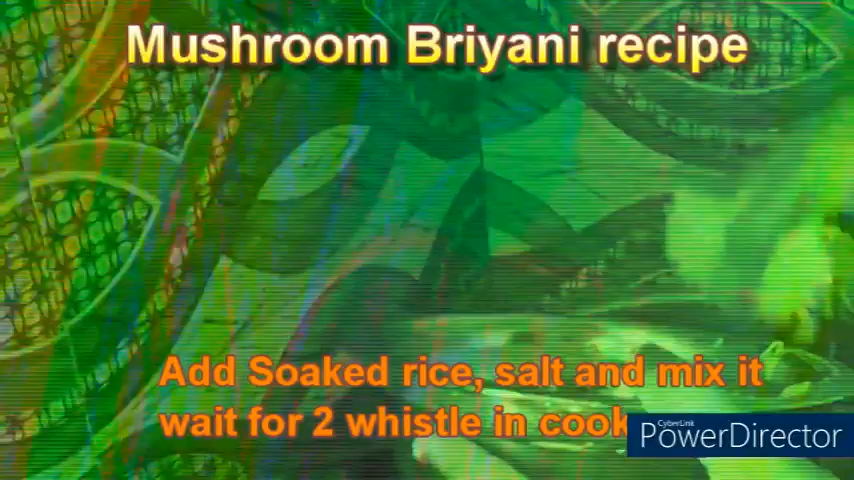 Mushroom Briyani recipe
Add Soaked rice, salt and mix it
wait for 2 whistle in cook
CyberLink
PowerDirector